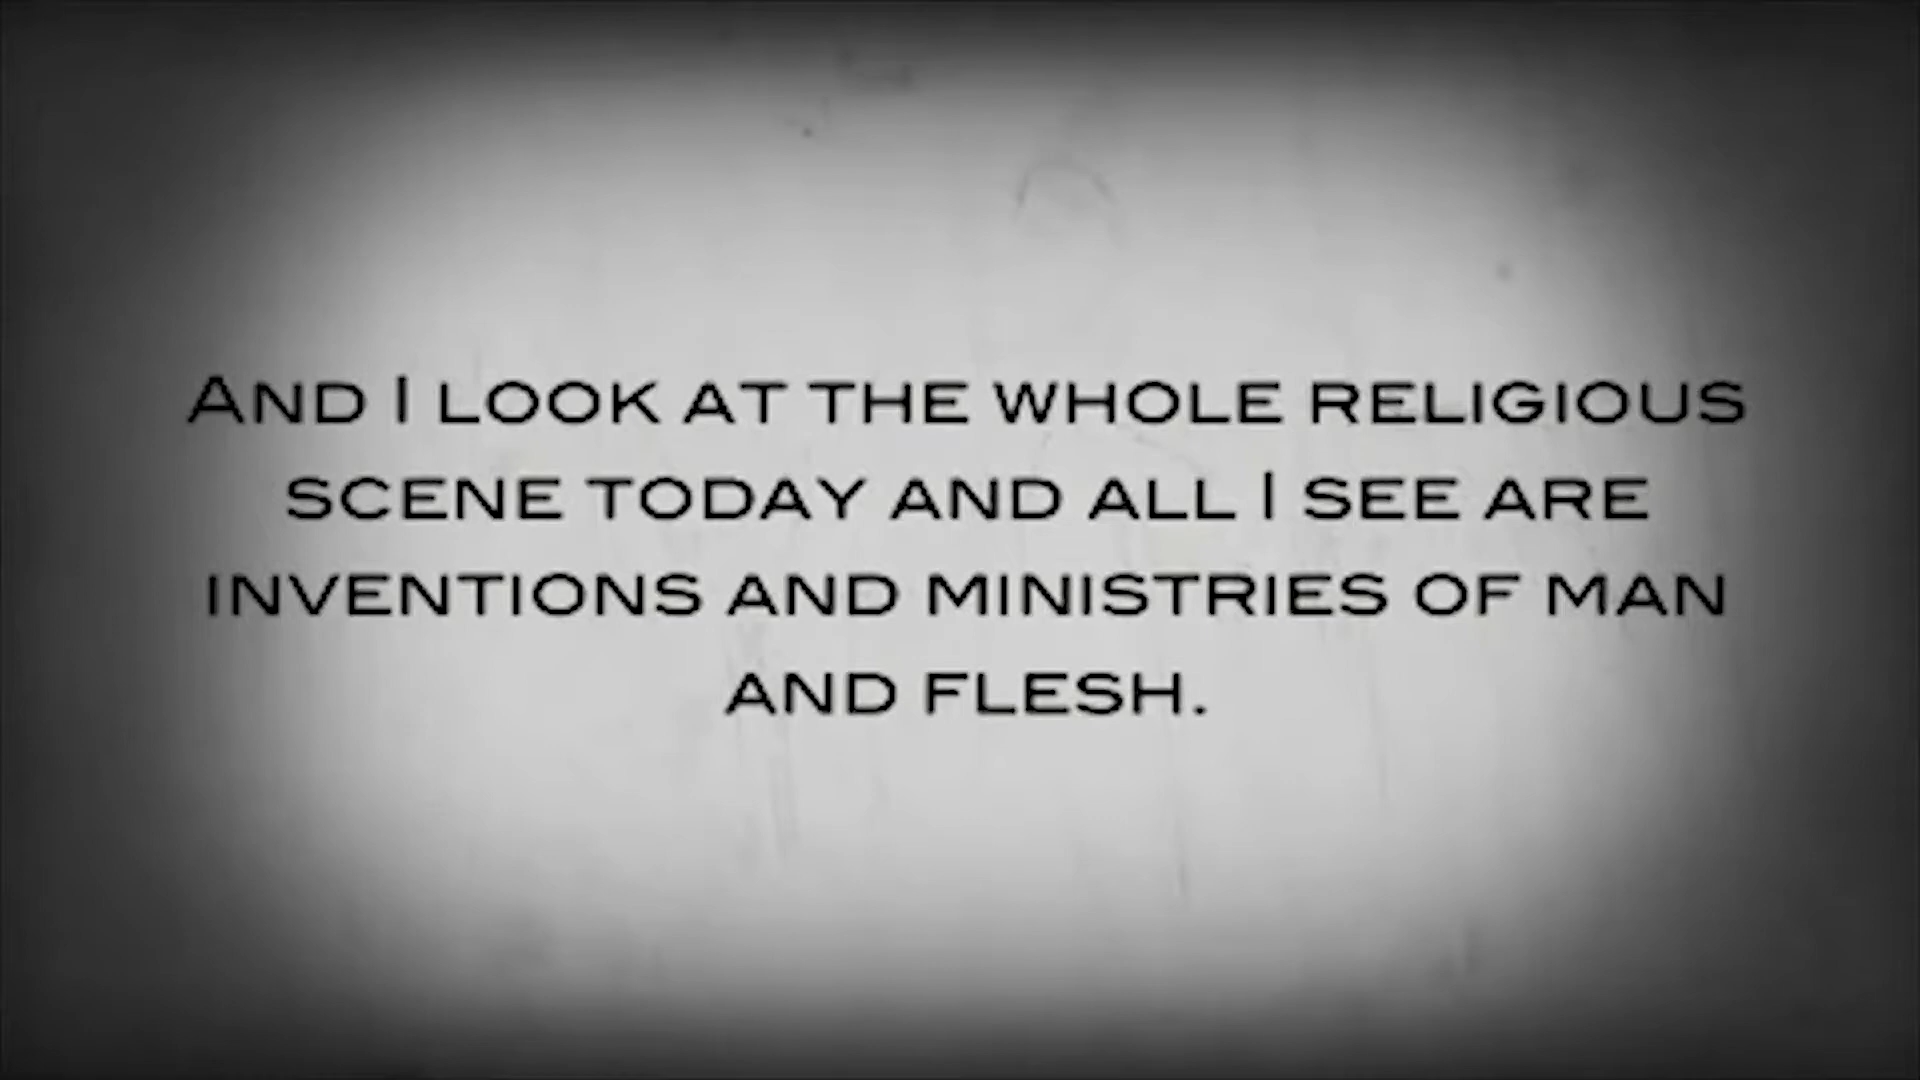 AND I LOOK AT THE WHOLE RELIGIOUS
SCENE TODAY AND ALL I SEE ARE
INVENTIONS AND MINISTRIES OF MAN
AND FLESH.